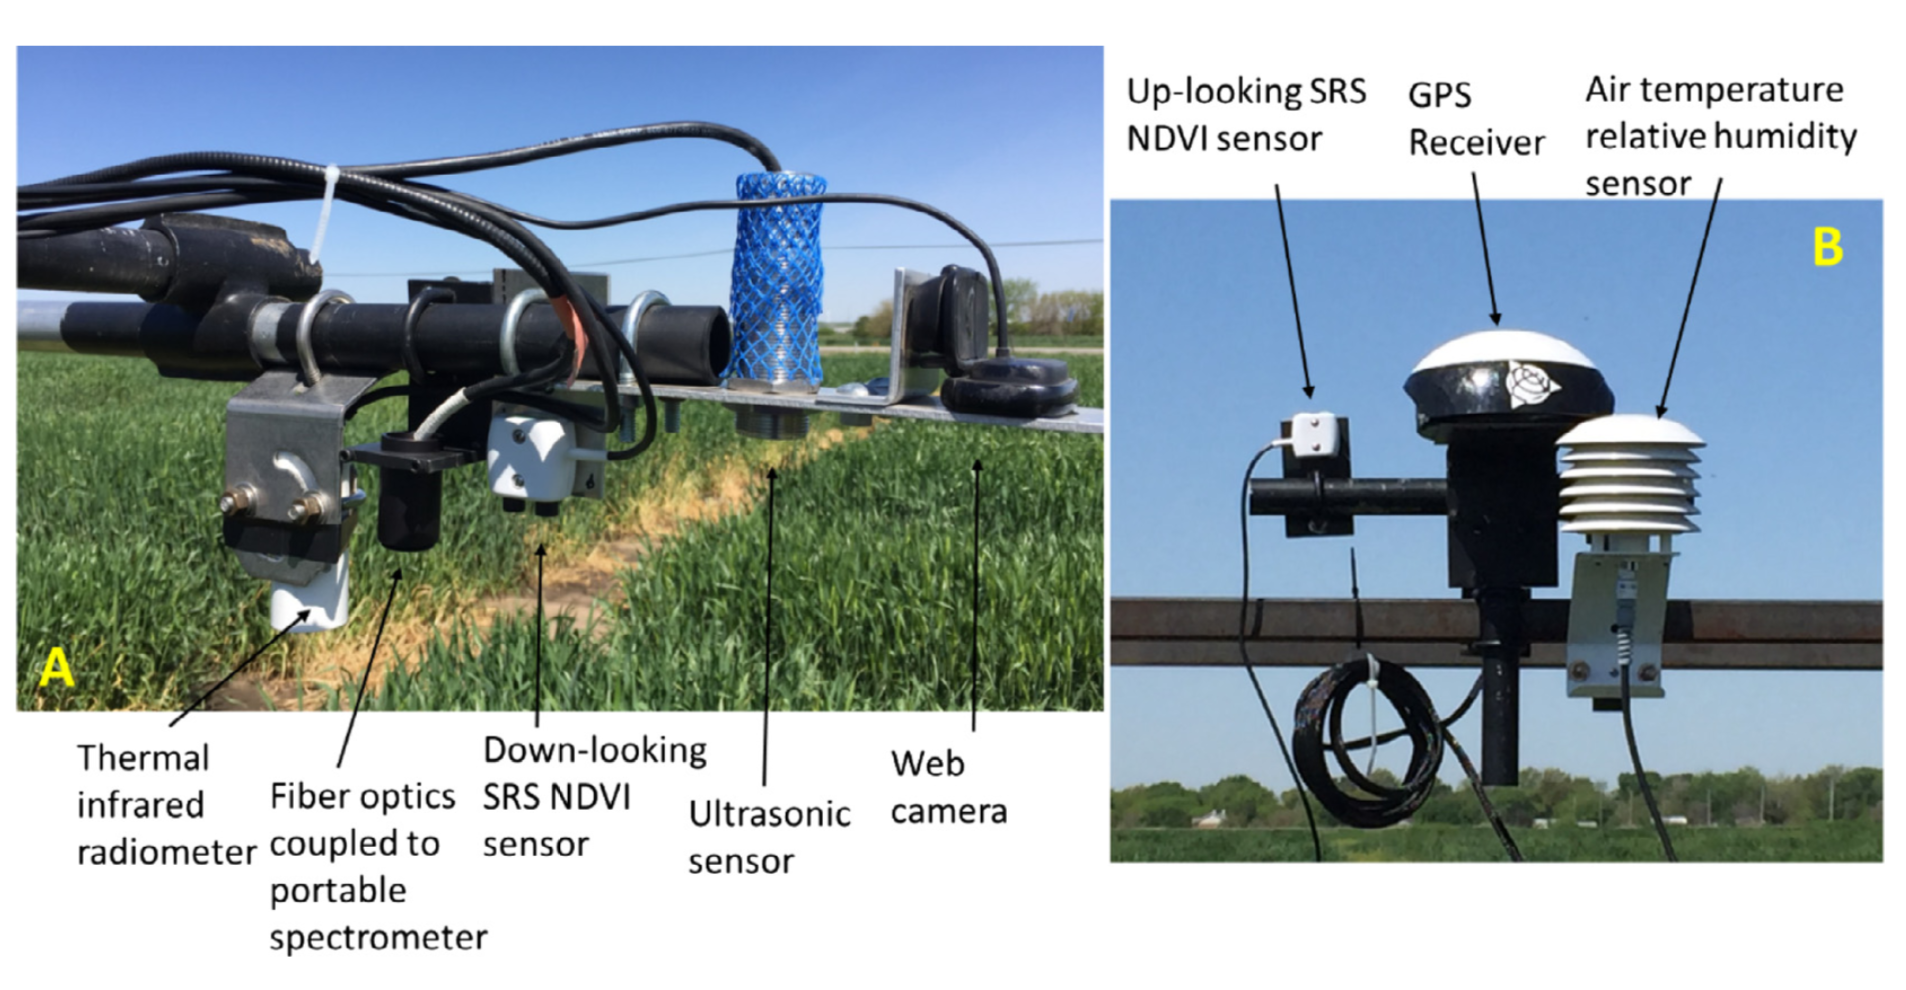 Up-looking SRS
NDVI sensor
GPS
Receiver
Air temperature
relative humidity
sensor
B
A
Thermal
infrared
radiometer
Fiber optics
coupled to
portable
spectrometer
Down-looking
SRS NDVI
sensor
Ultrasonic
sensor
Web
camera